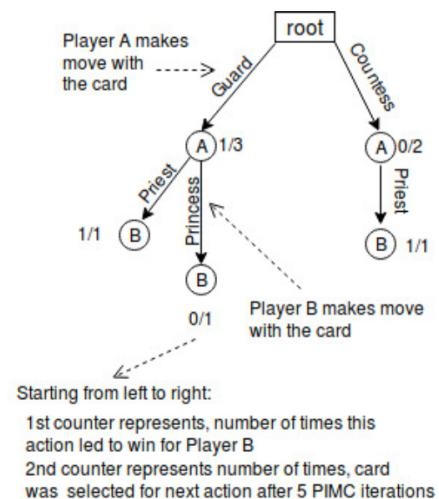 root
Player A makes
move with
the card
Guard
Countess
A 1/3
A 0/2
Priest
Princess
Priest
1/1 B
B 1/1
B
0/1
Player B makes move
with the card
Starting from left to right:
1st counter represents, number of times this
action led to win for Player B
2nd counter represents number of times, card
was selected for next action after 5 PIMC iterations